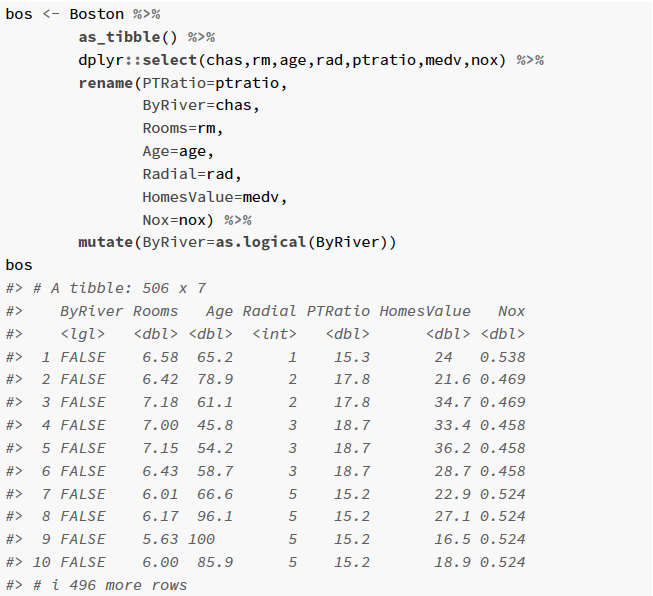 bos <- Boston %>%
        as_tibble() %>%
        dplyr::select(chas,rm,age,rad,ptratio,medv,nox) %>%
        rename(PTRatio=ptratio,
               ByRiver=chas,
               Rooms=rm,
               Age=age,
               Radial=rad,
               HomesValue=medv,
               Nox=nox) %>%
        mutate(ByRiver=as.logical(ByRiver))
bos
#> # A tibble: 506 x 7
#>    ByRiver Rooms   Age Radial PTRatio HomesValue   Nox
#>    <lgl>   <dbl> <dbl>  <int>   <dbl>      <dbl> <dbl>
#>  1 FALSE    6.58  65.2      1    15.3       24   0.538
#>  2 FALSE    6.42  78.9      2    17.8       21.6 0.469
#>  3 FALSE    7.18  61.1      2    17.8       34.7 0.469
#>  4 FALSE    7.00  45.8      3    18.7       33.4 0.458
#>  5 FALSE    7.15  54.2      3    18.7       36.2 0.458
#>  6 FALSE    6.43  58.7      3    18.7       28.7 0.458
#>  7 FALSE    6.01  66.6      5    15.2       22.9 0.524
#>  8 FALSE    6.17  96.1      5    15.2       27.1 0.524
#>  9 FALSE    5.63 100        5    15.2       16.5 0.524
#> 10 FALSE    6.00  85.9      5    15.2       18.9 0.524
#> # i 496 more rows